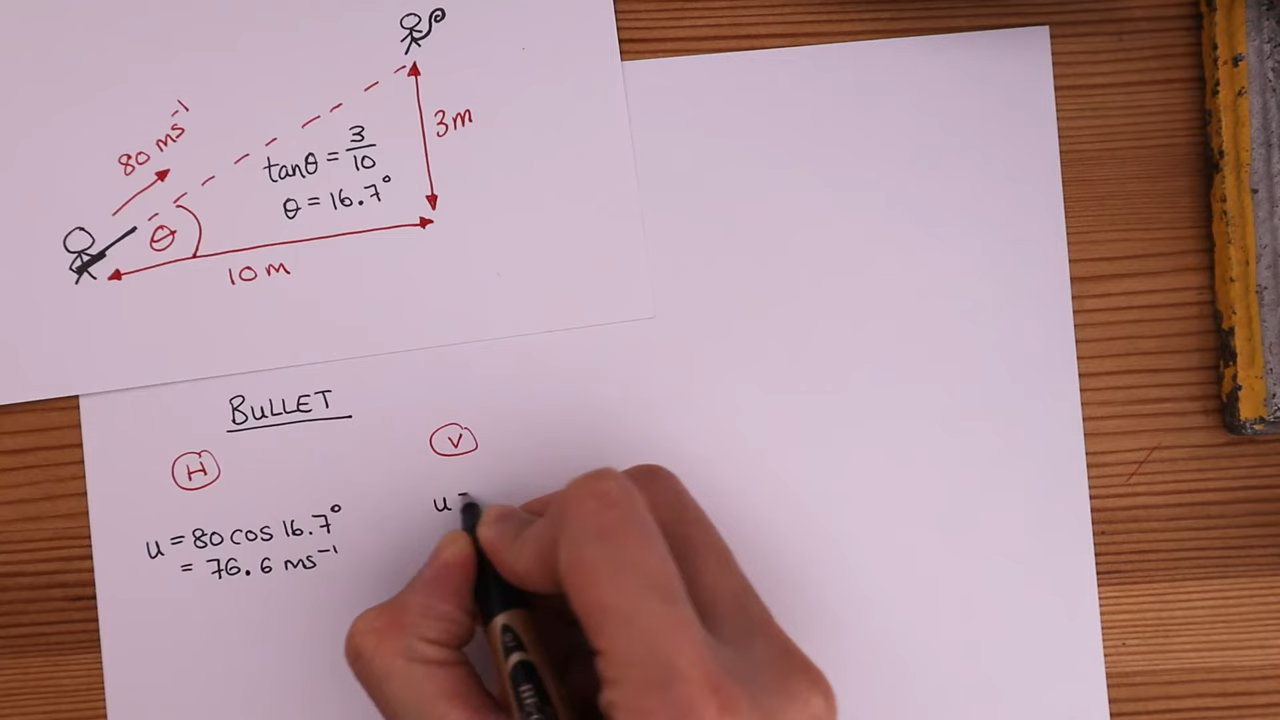 80 ms⁻¹
3m
tanθ = 3/10
θ = 16.7°
θ
10 m
BULLET
H
V
u = 80 cos 16.7°
= 76.6 ms⁻¹
u =